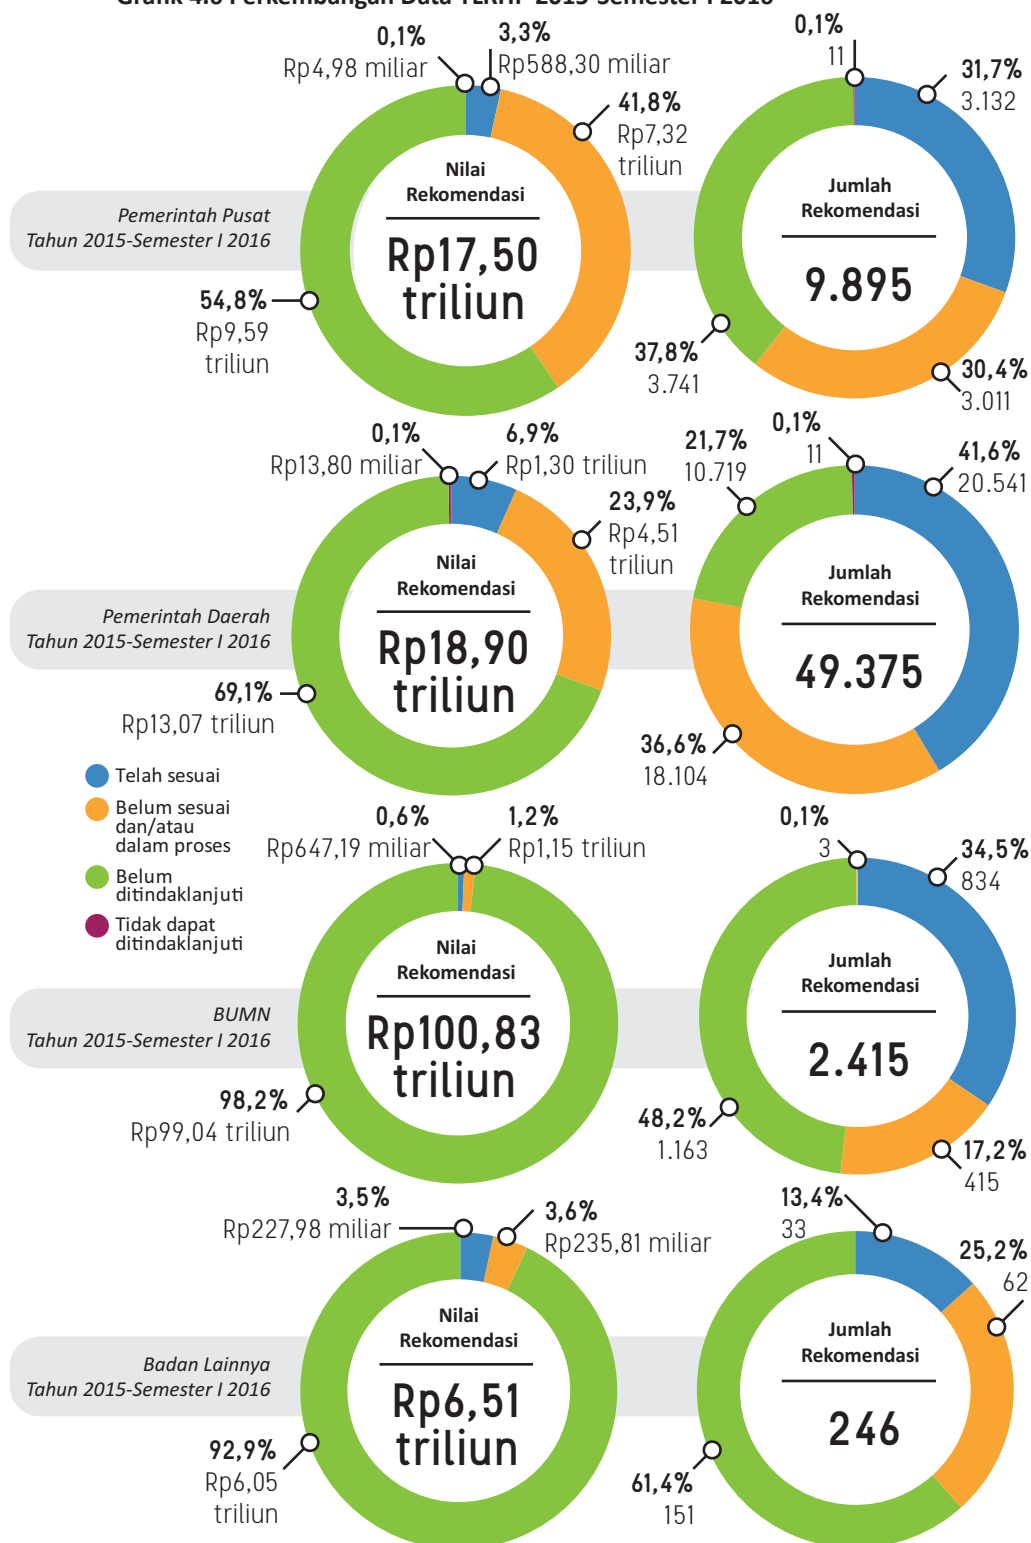 Grafik 4.6 Perkembangan Data TLRHP 2015-Semester I 2016
0,1%
Rp4,98 miliar
3,3%
Rp588,30 miliar
41,8%
Rp7,32
triliun
Nilai
Rekomendasi
Rp17,50
triliun
54,8%
Rp9,59
triliun
Pemerintah Pusat
Tahun 2015-Semester I 2016
0,1%
11
31,7%
3.132
Jumlah
Rekomendasi
9.895
37,8%
3.741
30,4%
3.011
0,1%
Rp13,80 miliar
6,9%
Rp1,30 triliun
23,9%
Rp4,51
triliun
Nilai
Rekomendasi
Rp18,90
triliun
Pemerintah Daerah
Tahun 2015-Semester I 2016
69,1%
Rp13,07 triliun
21,7%
10.719
0,1%
11
41,6%
20.541
Jumlah
Rekomendasi
49.375
36,6%
18.104
Telah sesuai
Belum sesuai
dan/atau
dalam proses
Belum
ditindaklanjuti
Tidak dapat
ditindaklanjuti
0,6%
Rp647,19 miliar
1,2%
Rp1,15 triliun
Nilai
Rekomendasi
Rp100,83
triliun
BUMN
Tahun 2015-Semester I 2016
98,2%
Rp99,04 triliun
0,1%
3
34,5%
834
Jumlah
Rekomendasi
2.415
48,2%
1.163
17,2%
415
3,5%
Rp227,98 miliar
3,6%
Rp235,81 miliar
Nilai
Rekomendasi
Rp6,51
triliun
Badan Lainnya
Tahun 2015-Semester I 2016
92,9%
Rp6,05
triliun
13,4%
33
25,2%
62
Jumlah
Rekomendasi
246
61,4%
151